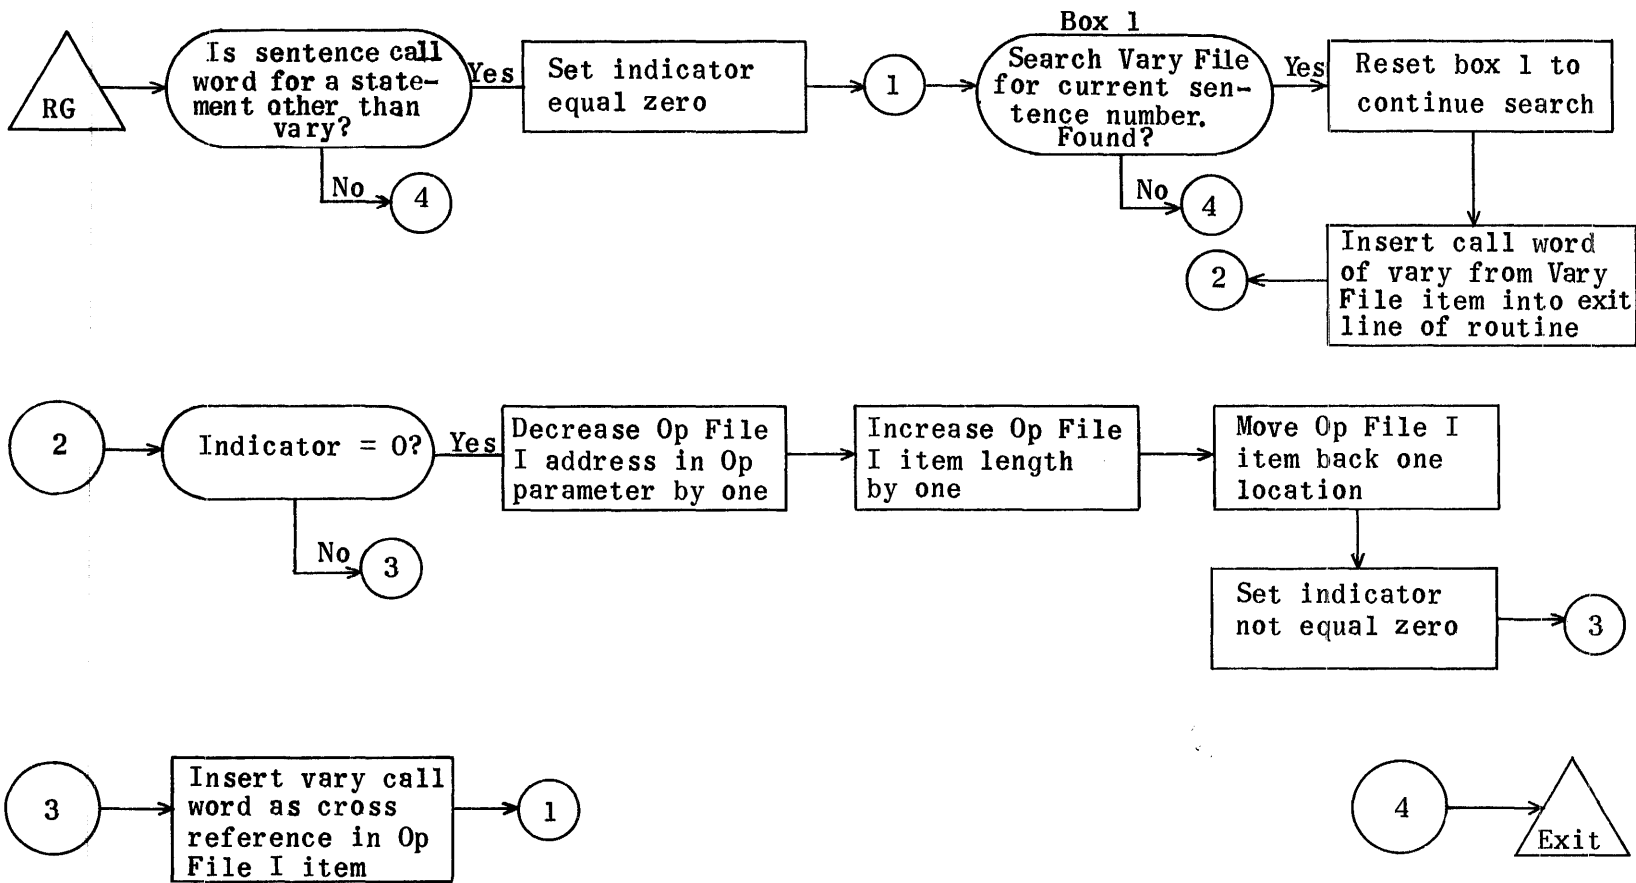 RG
Is sentence call
word for a state-
ment other than
vary?
Yes
No
4
Set indicator
equal zero
1
Box 1
Search Vary File
for current sen-
tence number.
Found?
Yes
No
4
Reset box 1 to
continue search
Insert call word
of vary from Vary
File item into exit
line of routine
2
2
Indicator = 0?
Yes
No
3
Decrease Op File
I address in Op
parameter by one
Increase Op File
I item length
by one
Move Op File I
item back one
location
Set indicator
not equal zero
3
3
Insert vary call
word as cross
reference in Op
File I item
1
4
Exit